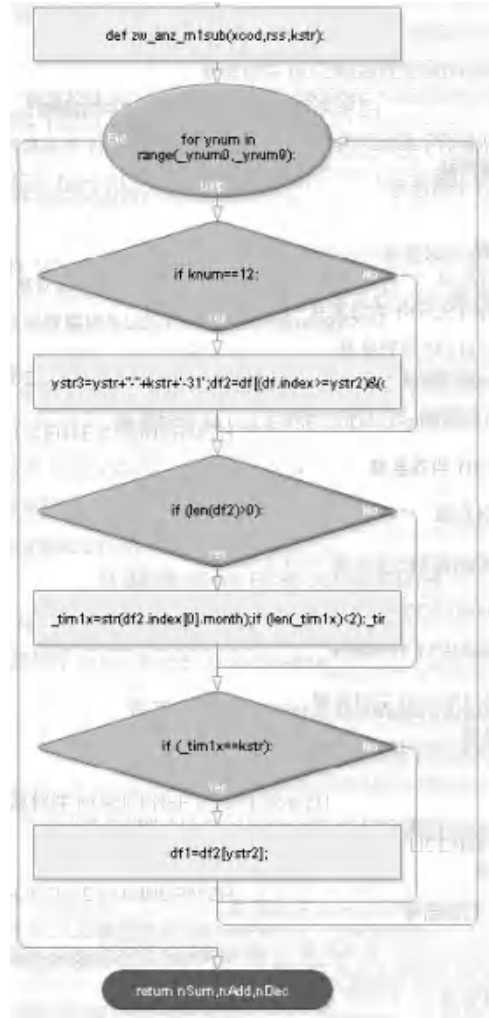 def zw_anz_m1sub(xcod,rss,kstr):
for ynum in
range(_ynum0,_ynum9):
if knum==12:
No
Yes
ystr3=ystr+"-"+kstr+'-31';df2=df[(df.index>=ystr2)&(
if (len(df2)>0):
No
Yes
_tim1x=str(df2.index[0].month);if (len(_tim1x)<2):_tir
if (_tim1x==kstr):
No
Yes
df1=df2[ystr2];
return nSum,nAdd,nDec